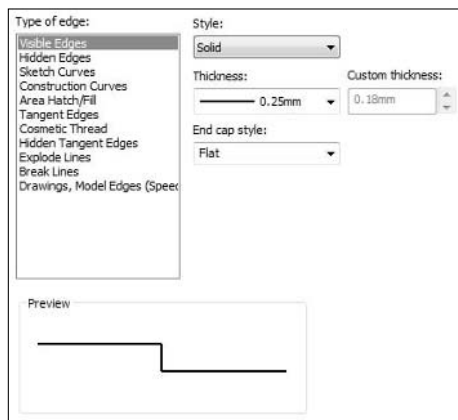 Type of edge:
Visible Edges
Hidden Edges
Sketch Curves
Construction Curves
Area Hatch/Fill
Tangent Edges
Cosmetic Thread
Hidden Tangent Edges
Explode Lines
Break Lines
Drawings, Model Edges (Speed
Style:
Solid
Thickness:
0.25mm
Custom thickness:
0.18mm
End cap style:
Flat
Preview